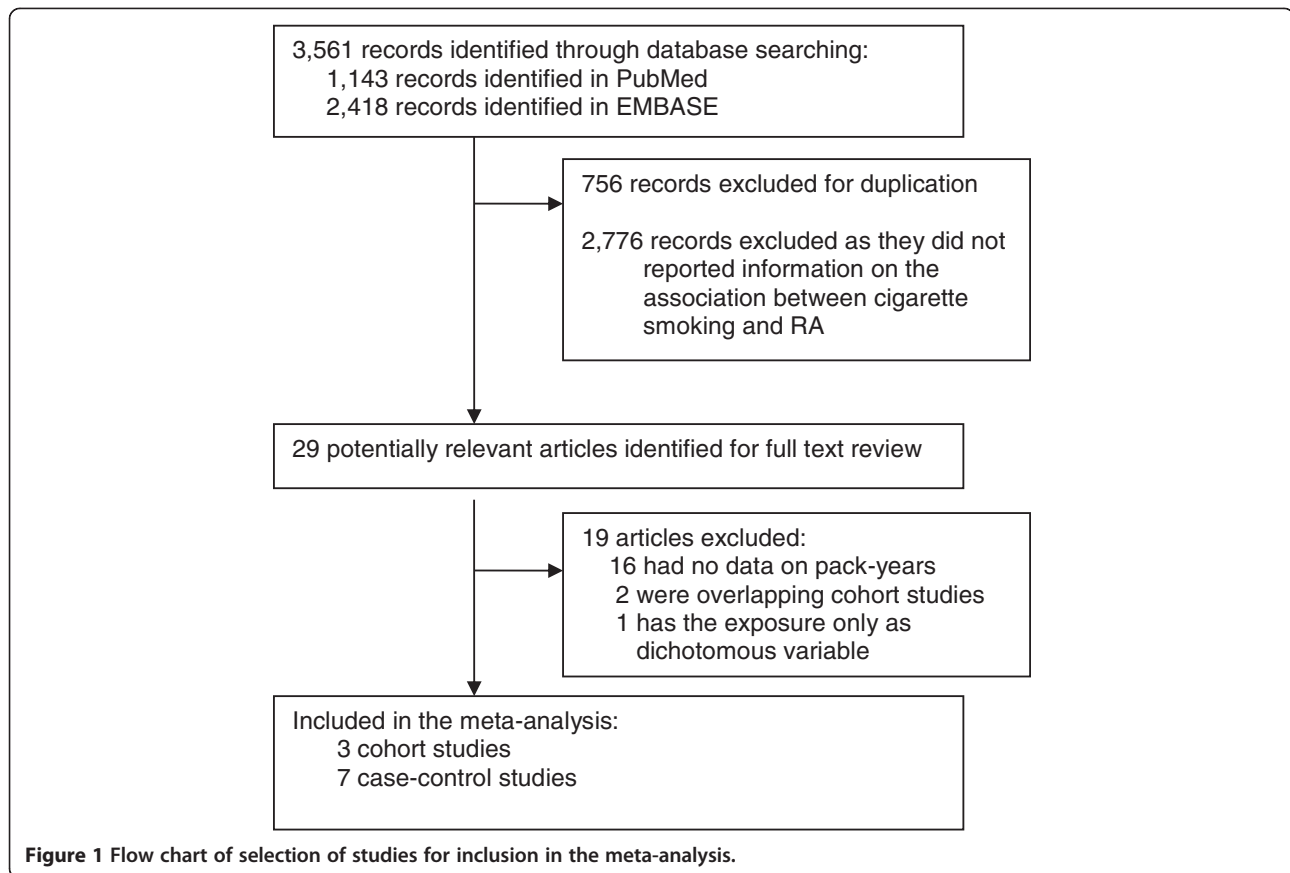 3,561 records identified through database searching:
1,143 records identified in PubMed
2,418 records identified in EMBASE
756 records excluded for duplication
2,776 records excluded as they did not
reported information on the
association between cigarette
smoking and RA
29 potentially relevant articles identified for full text review
19 articles excluded:
16 had no data on pack-years
2 were overlapping cohort studies
1 has the exposure only as
dichotomous variable
Included in the meta-analysis:
3 cohort studies
7 case-control studies
Figure 1 Flow chart of selection of studies for inclusion in the meta-analysis.